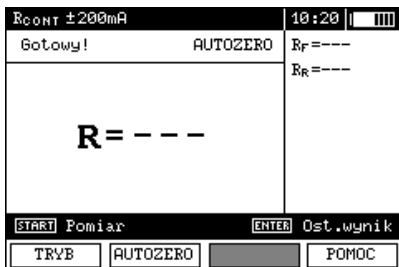 RCONT ±200mA 10:20
Gotowy! AUTOZERO RF=---
RR=---
R=---
START Pomiar ENTER Ost.wynik
TRYB AUTOZERO POMOC